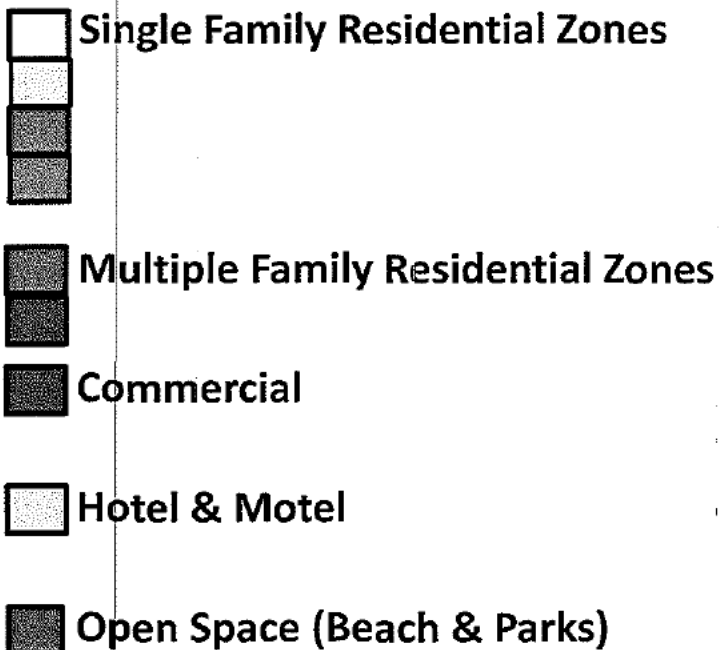 Single Family Residential Zones
Multiple Family Residential Zones
Commercial
Hotel & Motel
Open Space (Beach & Parks)